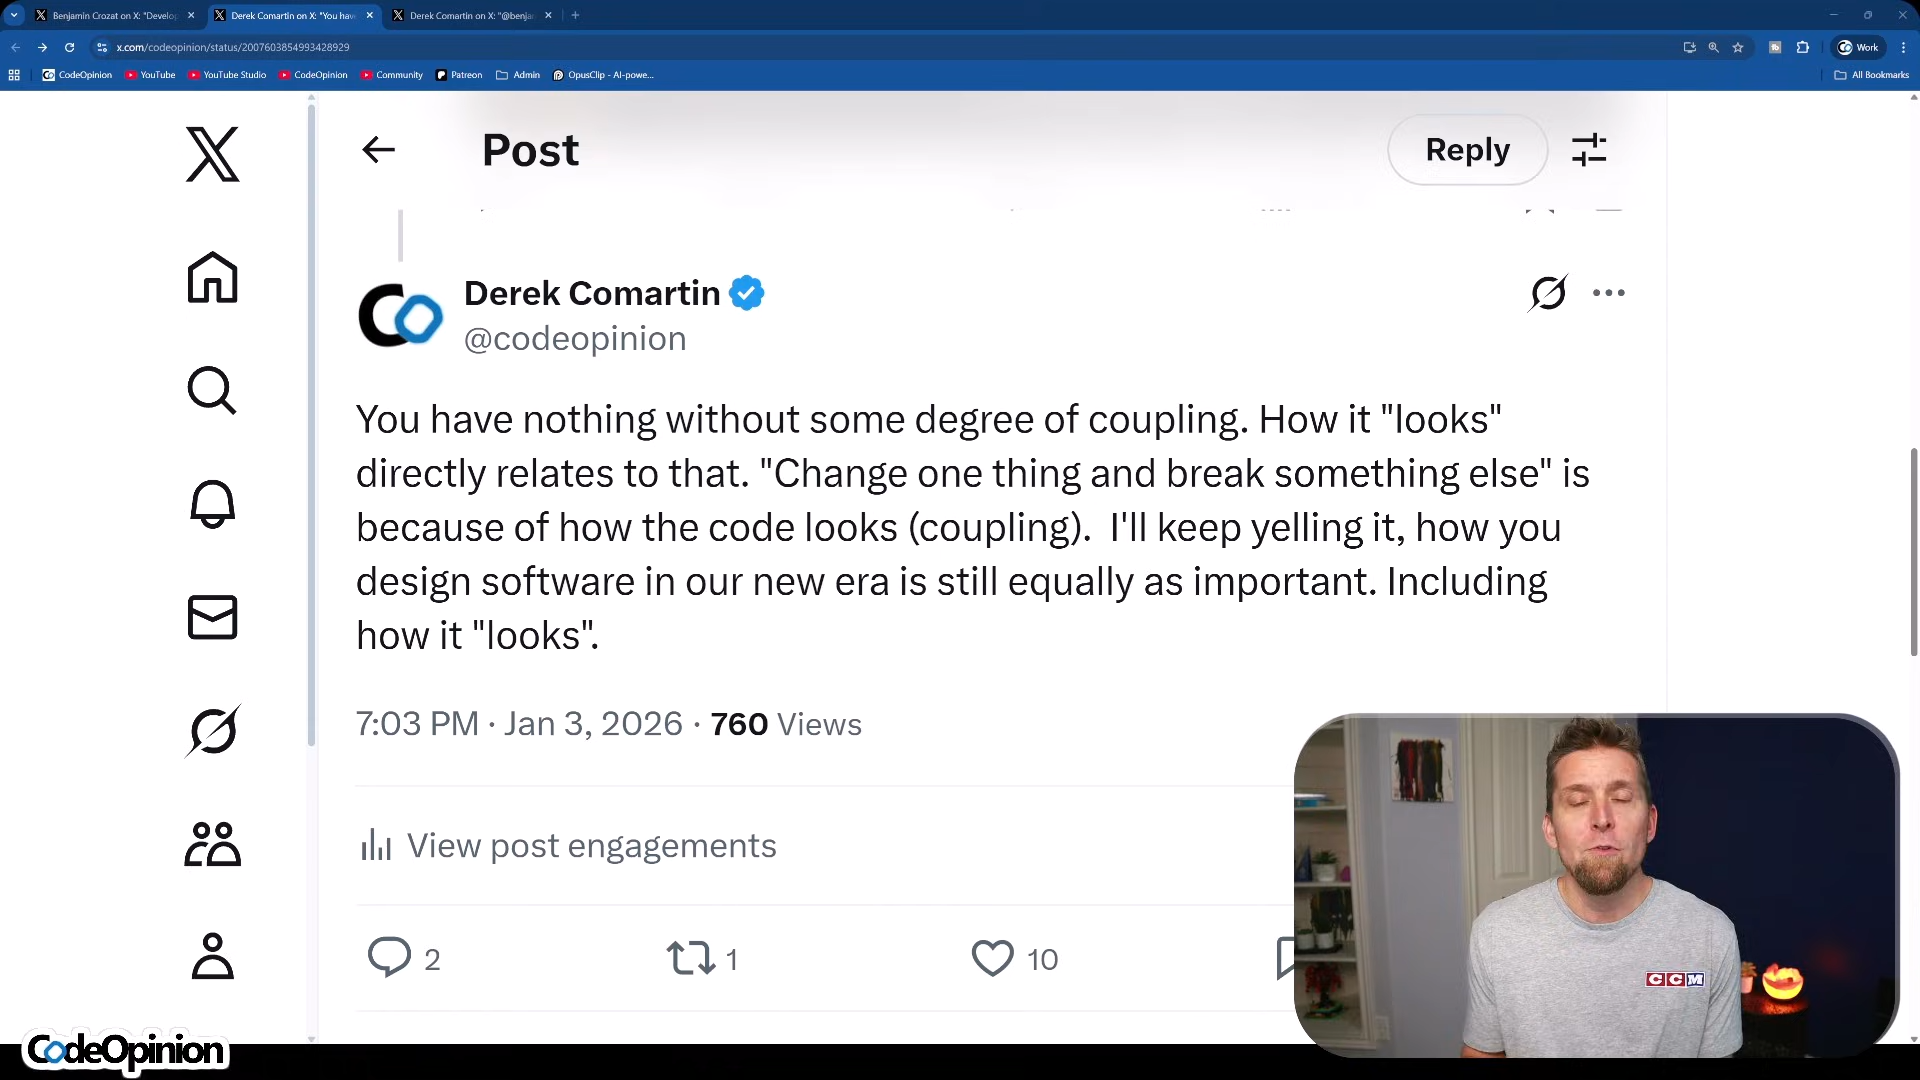 Benjamin Crozat on X: "Develop
Derek Comartin on X: "You hav
Derek Comartin on X: "@benja
x.com/codeopinion/status/2007603854993428929
Work
CodeOpinion
YouTube
YouTube Studio
CodeOpinion
Community
Patreon
Admin
OpusClip - AI-powe...
All Bookmarks
Post
Reply
Derek Comartin
@codeopinion
You have nothing without some degree of coupling. How it "looks"
directly relates to that. "Change one thing and break something else" is
because of how the code looks (coupling).  I'll keep yelling it, how you
design software in our new era is still equally as important. Including
how it "looks".
7:03 PM · Jan 3, 2026 · 760 Views
View post engagements
2
1
10
CCM
CodeOpinion